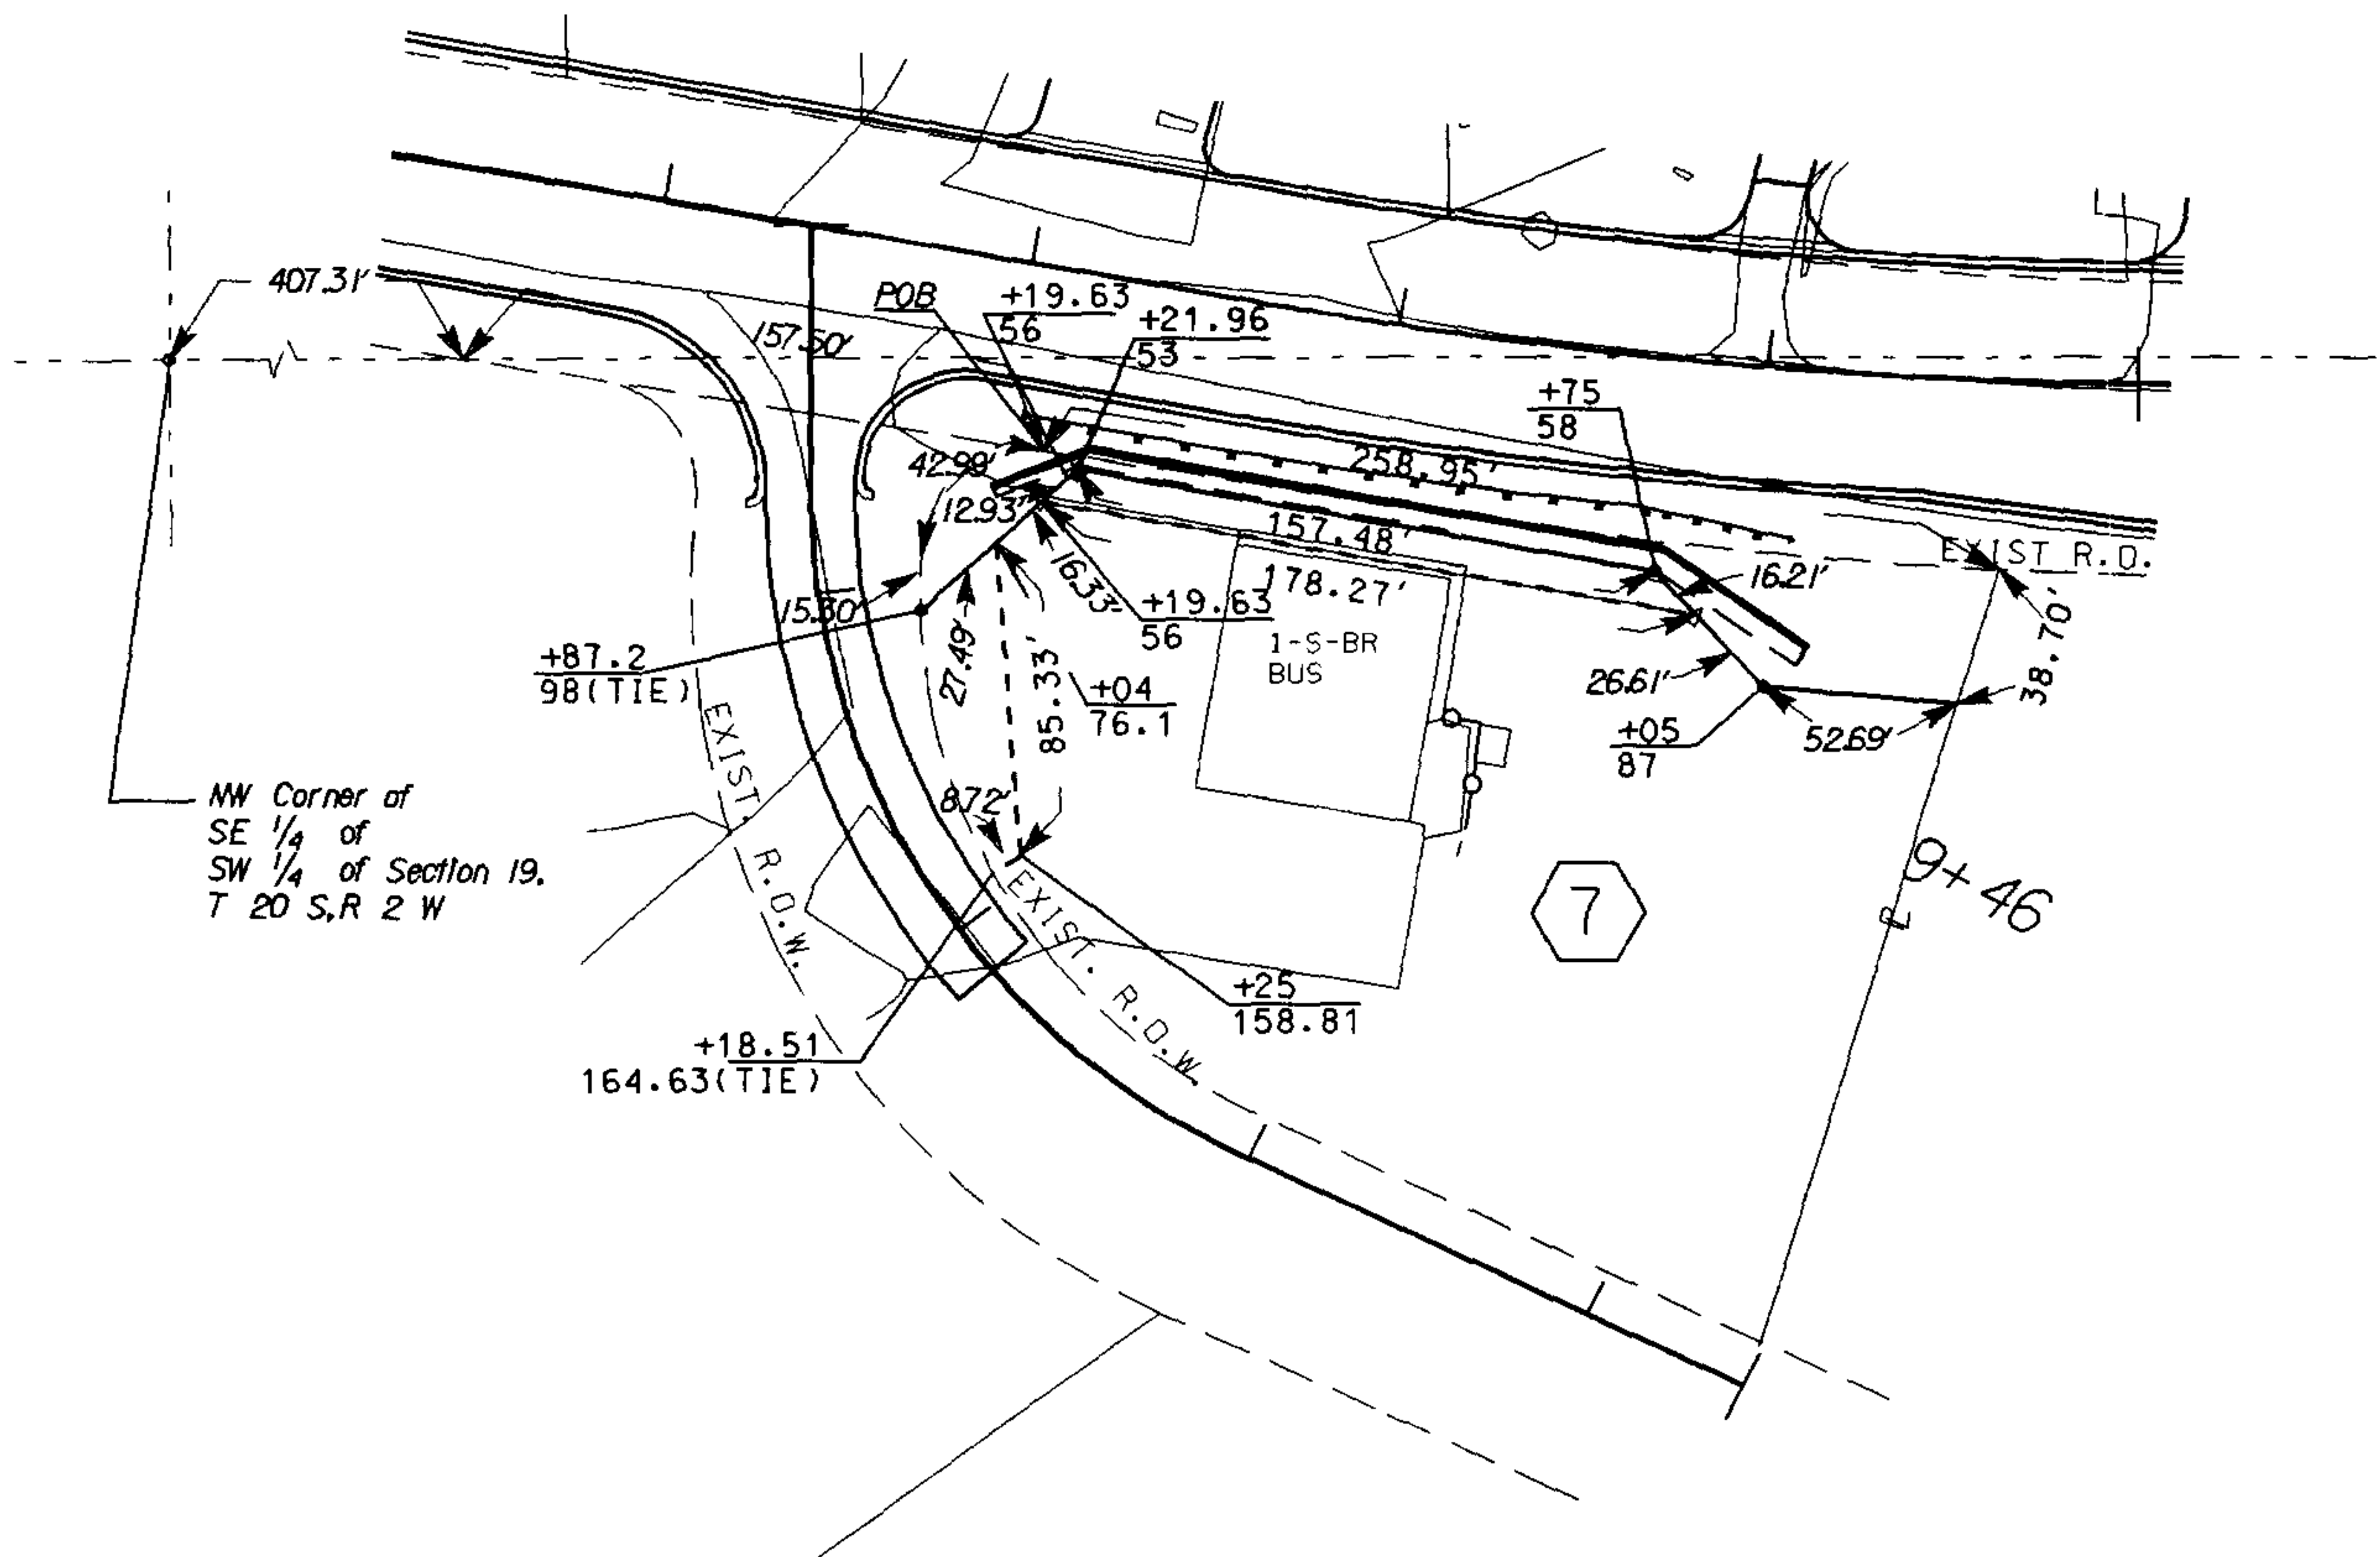 407.31'
157.50'
POB
+19.63
56
+21.96
53
+75
58
42.99'
258.95'
12.93'
157.48'
EXIST R.O.
16.33'
178.27'
16.21'
15.30'
+19.63
56
38.70'
1-S-BR
BUS
+87.2
98(TIE)
27.49'
85.33'
+04
76.1
26.61'
+05
87
52.69'
EXIST. R.O.W.
8.72'
NW Corner of
SE 1/4 of
SW 1/4 of Section 19.
T 20 S,R 2 W
9+46
7
EXIST. R.O.W.
+25
158.81
+18.51
164.63(TIE)